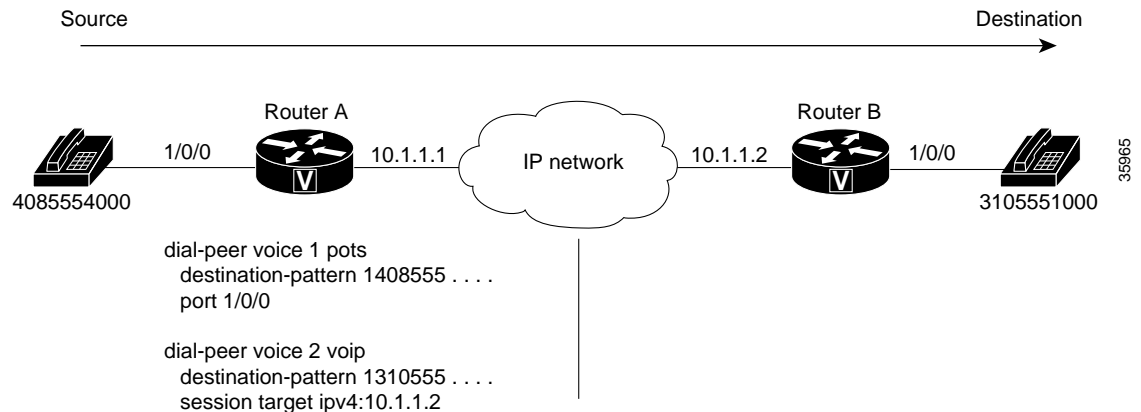 Source
Destination
Router A
Router B
1/0/0
10.1.1.1
IP network
10.1.1.2
1/0/0
4085554000
3105551000
35965
V
V
dial-peer voice 1 pots
destination-pattern 1408555 . . . .
port 1/0/0
dial-peer voice 2 voip
destination-pattern 1310555 . . . .
session target ipv4:10.1.1.2